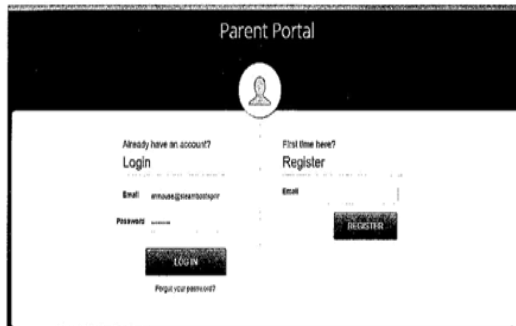 Parent Portal
Already have an account?
Login
Email
Password
LOG IN
Forgot your password?
First time here?
Register
Email
REGISTER